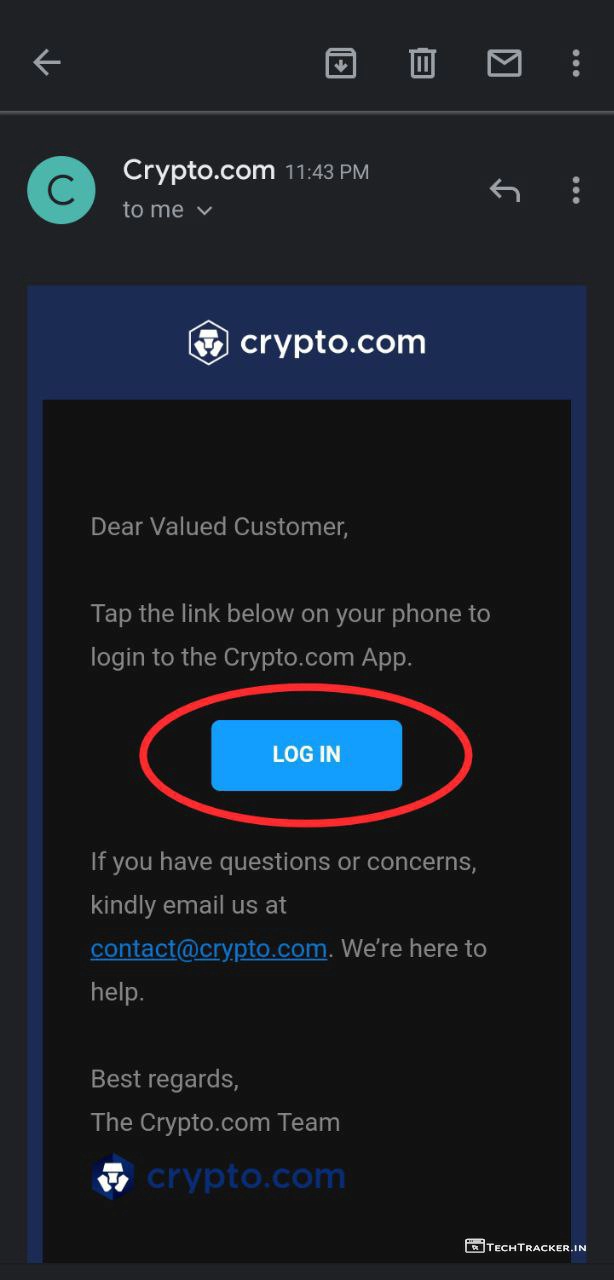 Crypto.com 11:43 PM
C
to me
crypto.com
Dear Valued Customer,
Tap the link below on your phone to
login to the Crypto.com App.
LOG IN
If you have questions or concerns,
kindly email us at
contact@crypto.com. We’re here to
help.
Best regards,
The Crypto.com Team
crypto.com
TECHTRACKER.IN